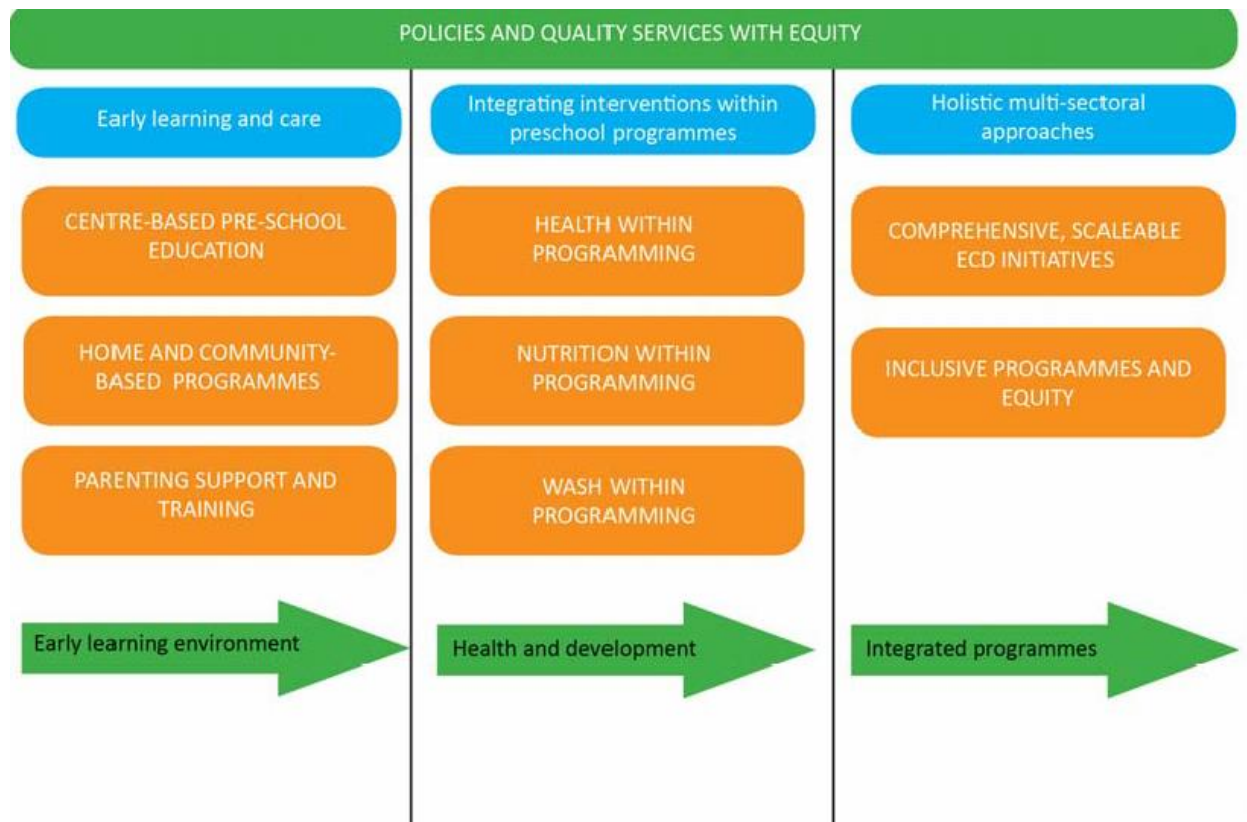 POLICIES AND QUALITY SERVICES WITH EQUITY
Early learning and care
CENTRE-BASED PRE-SCHOOL
EDUCATION
HOME AND COMMUNITY-
BASED PROGRAMMES
PARENTING SUPPORT AND
TRAINING
Early learning environment
Integrating interventions within
preschool programmes
HEALTH WITHIN
PROGRAMMING
NUTRITION WITHIN
PROGRAMMING
WASH WITHIN
PROGRAMMING
Health and development
Holistic multi-sectoral
approaches
COMPREHENSIVE, SCALEABLE
ECD INITIATIVES
INCLUSIVE PROGRAMMES AND
EQUITY
Integrated programmes